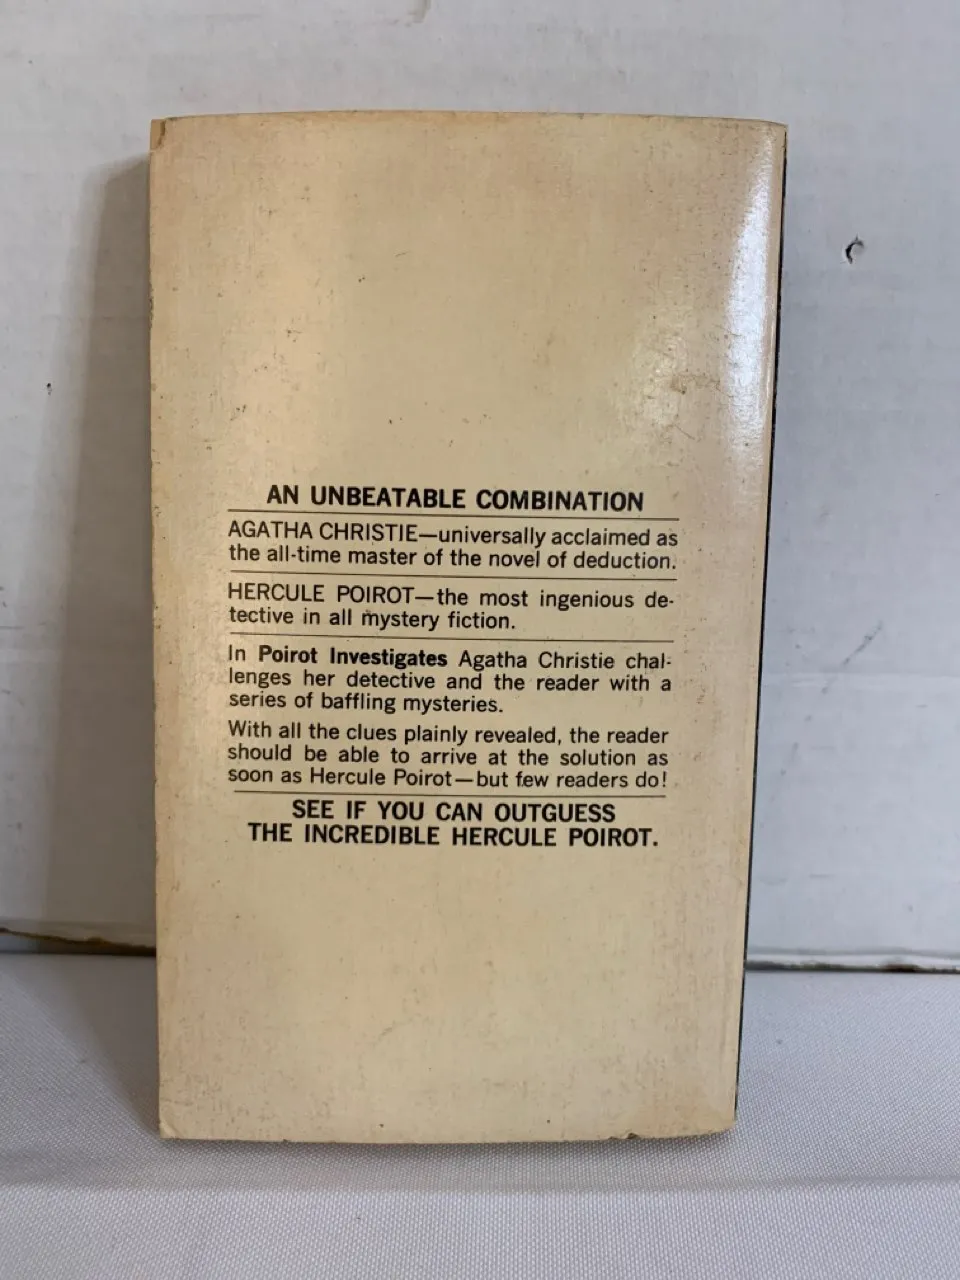 AN UNBEATABLE COMBINATION
AGATHA CHRISTIE—universally acclaimed as
the all-time master of the novel of deduction.
HERCULE POIROT—the most ingenious de-
tective in all mystery fiction.
In Poirot Investigates Agatha Christie chal-
lenges her detective and the reader with a
series of baffling mysteries.
With all the clues plainly revealed, the reader
should be able to arrive at the solution as
soon as Hercule Poirot—but few readers do!
SEE IF YOU CAN OUTGUESS
THE INCREDIBLE HERCULE POIROT.